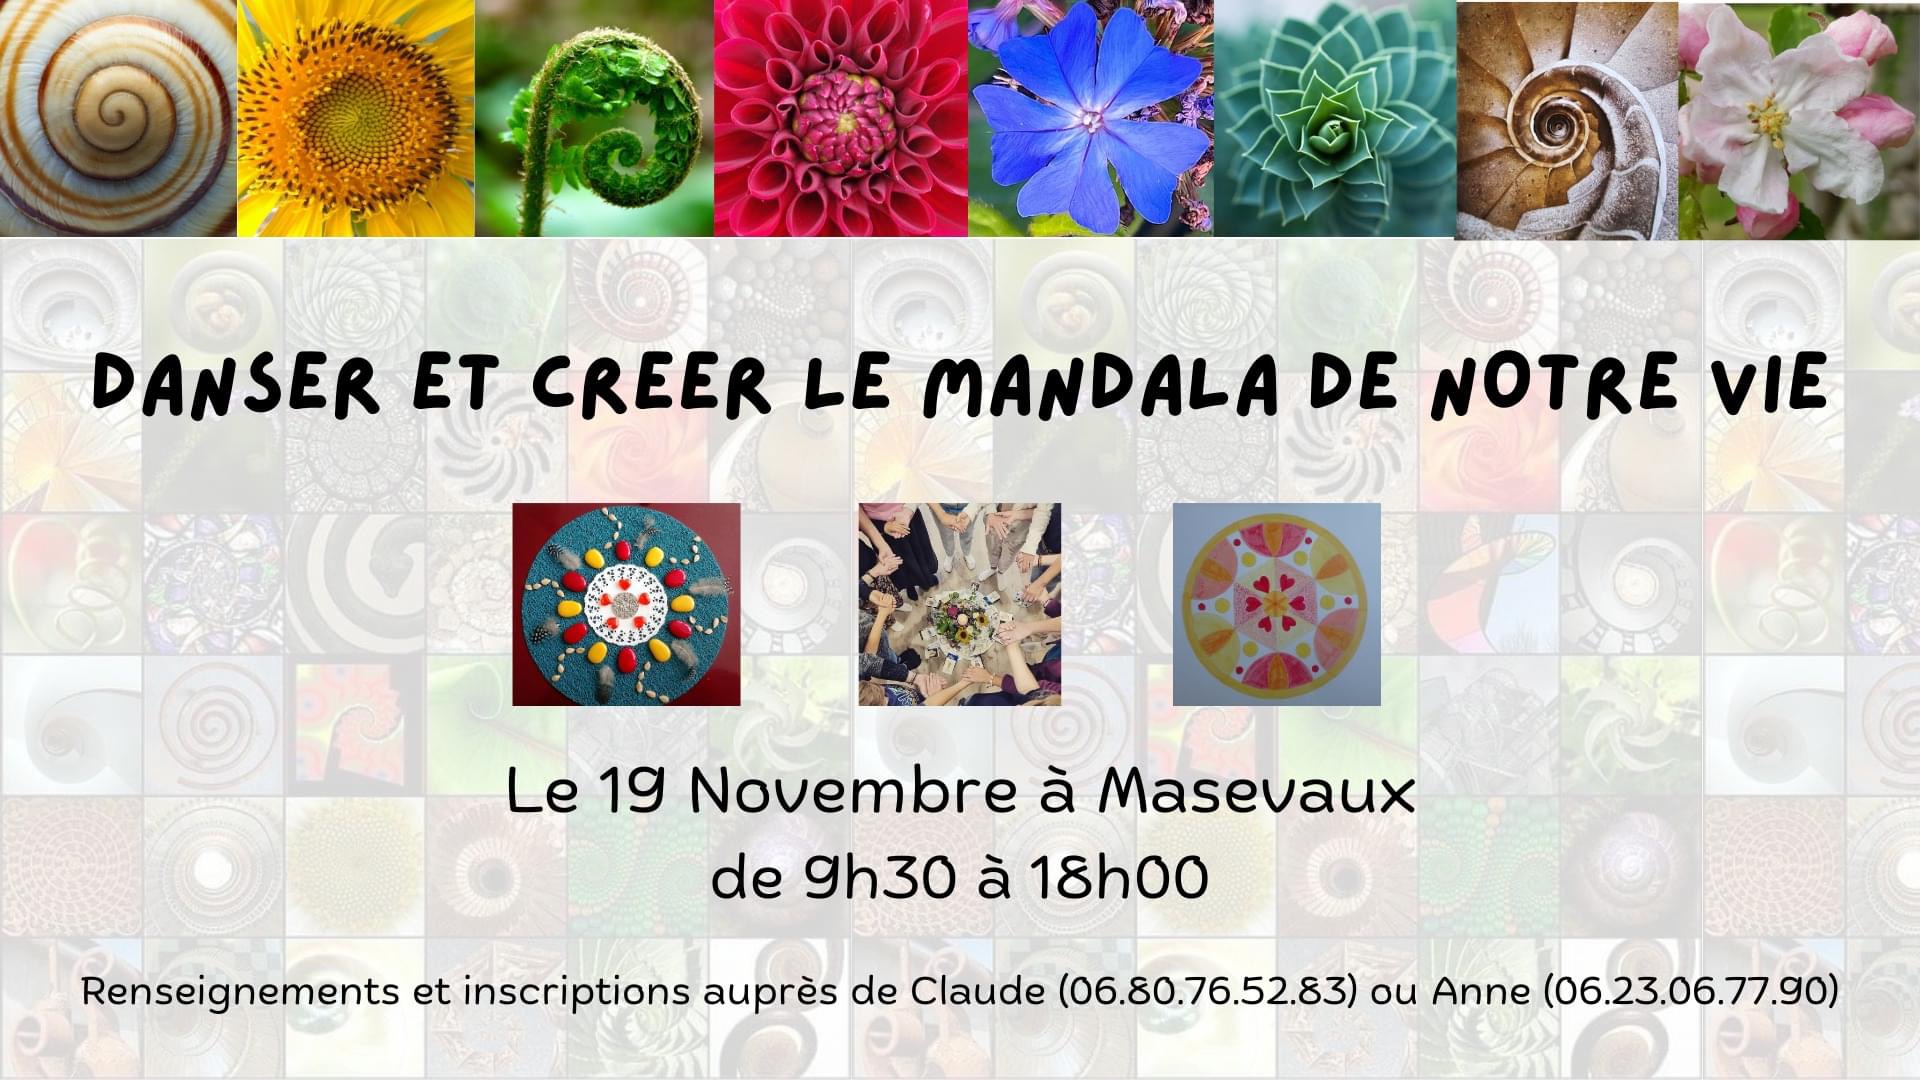 DANSER ET CREER LE MANDALA DE NOTRE VIE
Le 19 Novembre à Masevaux
de 9h30 à 18h00
Renseignements et inscriptions auprès de Claude (06.80.76.52.83) ou Anne (06.23.06.77.90)